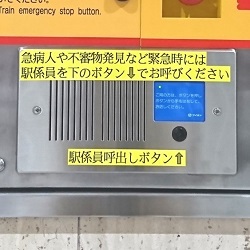 Train emergency stop button.
急病人や不審物発見など緊急時には
駅係員を下のボタン⇩でお呼びください
駅係員呼出しボタン⇧